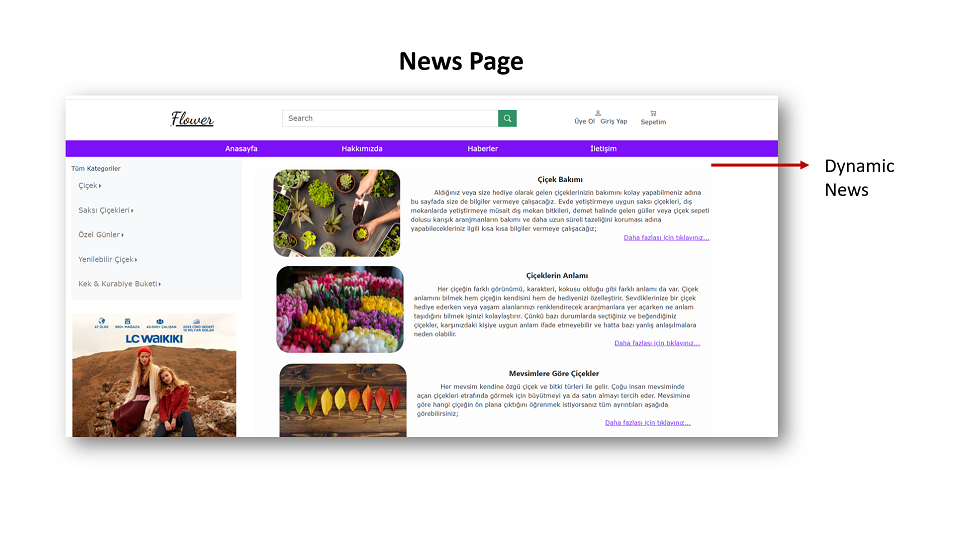 News Page
Flower
Search
Üye Ol Giriş Yap
Sepetim
Anasayfa Hakkımızda Haberler İletişim
Tüm Kategoriler
Çiçek
Saksı Çiçekleri
Özel Günler
Yenilebilir Çiçek
Kek & Kurabiye Buketi
LC WAIKIKI
Çiçek Bakımı
Aldığınız veya size hediye olarak gelen çiçeklerinizin bakımını kolay yapabilmeniz adına
bu sayfada size de bilgiler vermeye çalışacağız. Evde yetiştirmeye uygun saksı çiçekleri, dış
mekanlarda yetiştirmeye müsait dış mekan bitkileri, demet halinde gelen güller veya çiçek sepeti
dolusu karışık aranjmanların bakımı ve daha uzun süreli tazeliğini koruması adına
yapabilecekleriniz ilgili kısa kısa bilgiler vermeye çalışacağız;
Daha fazlası için tıklayınız...
Çiçeklerin Anlamı
Her çiçeğin farklı görünümü, karakteri, kokusu olduğu gibi farklı anlamı da var. Çiçek
anlamını bilmek hem çiçeğin kendisini hem de hediyenizi özelleştirir. Sevdiklerinize bir çiçek
hediye ederken veya yaşam alanlarınızı renklendirecek aranjmanlara yer açarken ne anlam
taşıdığını bilmek işinizi kolaylaştırır. Çünkü bazı durumlarda seçtiğiniz ve beğendiğiniz
çiçekler, karşınızdaki kişiye uygun anlam ifade etmeyebilir ve hatta bazı yanlış anlaşılmalara
neden olabilir.
Daha fazlası için tıklayınız...
Mevsimlere Göre Çiçekler
Her mevsim kendine özgü çiçek ve bitki türleri ile gelir. Çoğu insan mevsiminde
açan çiçekleri etrafında görmek için büyütmeyi ya da satın almayı tercih eder. Mevsimine
göre hangi çiçeğin ön plana çıktığını öğrenmek istiyorsanız tüm ayrıntıları aşağıda
görebilirsiniz;
Daha fazlası için tıklayınız...
Dynamic
News